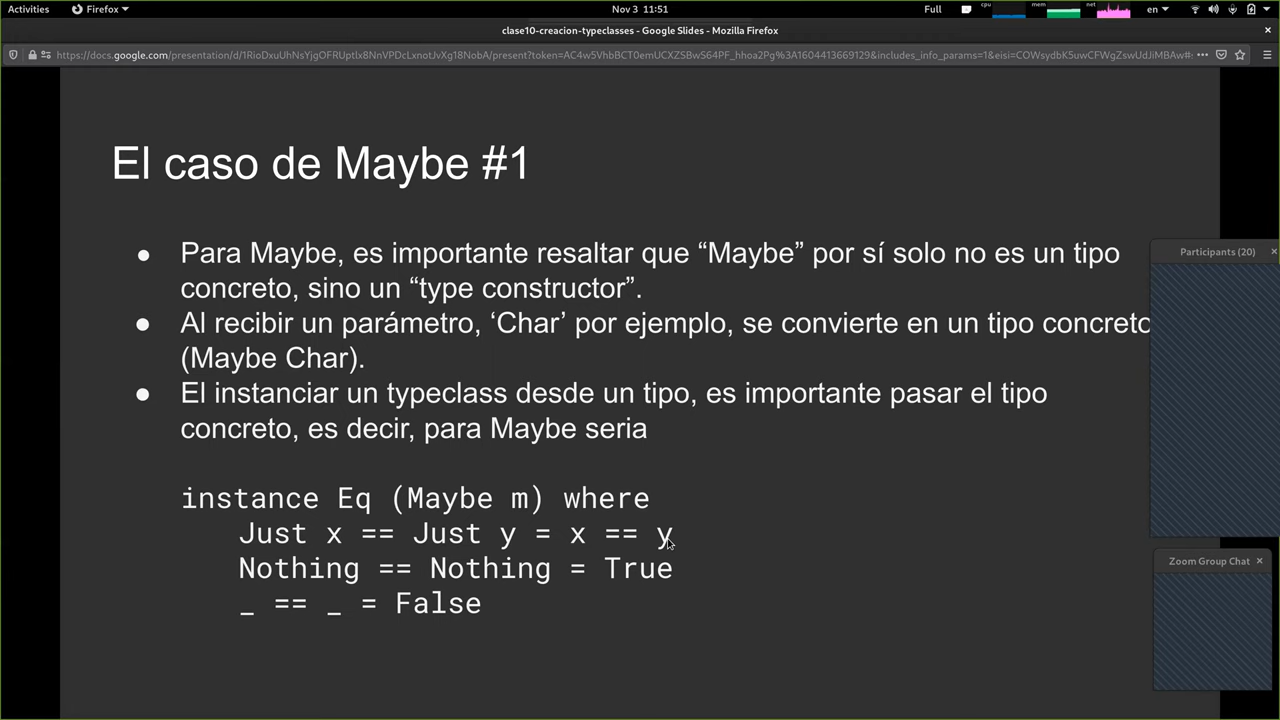 Activities
Firefox
Nov 3 11:51
Full
cpu
mem
net
en
clase10-creacion-typeclasses - Google Slides - Mozilla Firefox
El caso de Maybe #1
● Para Maybe, es importante resaltar que “Maybe” por sí solo no es un tipo
concreto, sino un “type constructor”.
● Al recibir un parámetro, ‘Char’ por ejemplo, se convierte en un tipo concreto
(Maybe Char).
● El instanciar un typeclass desde un tipo, es importante pasar el tipo
concreto, es decir, para Maybe seria
instance Eq (Maybe m) where
Just x == Just y = x == y
Nothing == Nothing = True
_ == _ = False
Participants (20)
Zoom Group Chat